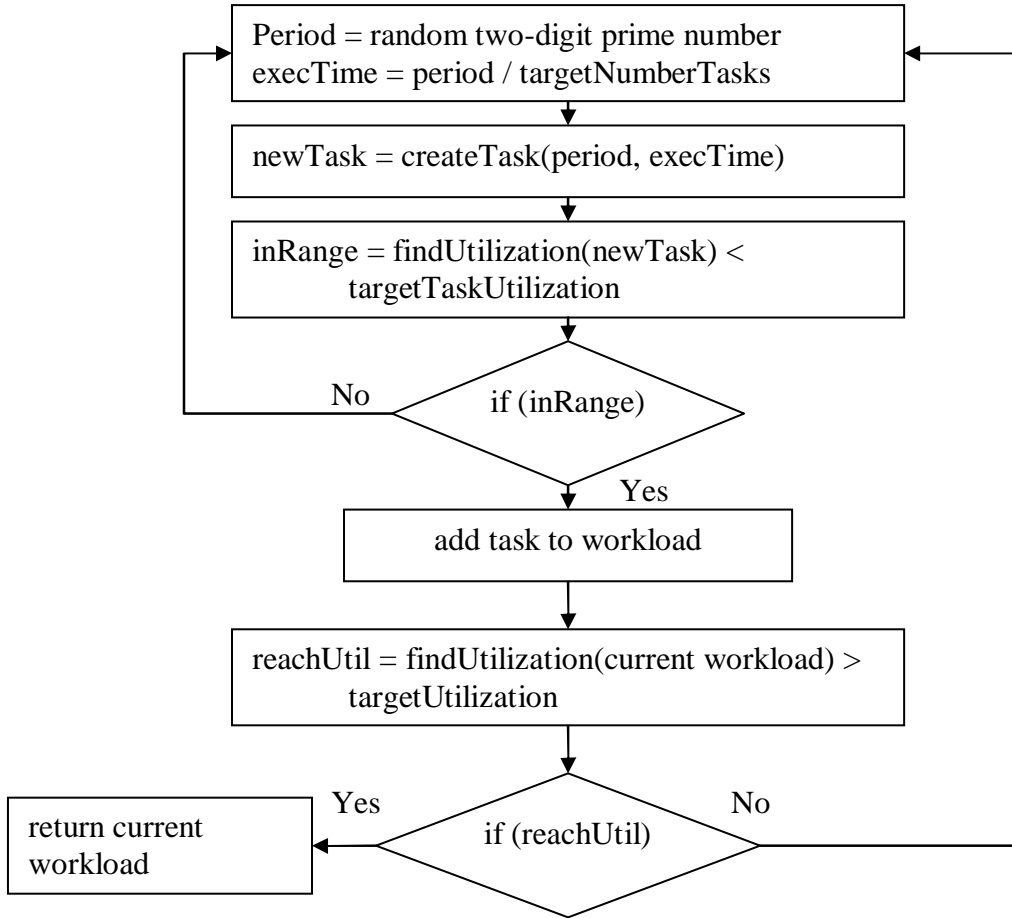 Period = random two-digit prime number
execTime = period / targetNumberTasks
newTask = createTask(period, execTime)
inRange = findUtilization(newTask) <
targetTaskUtilization
No
if (inRange)
Yes
add task to workload
reachUtil = findUtilization(current workload) >
targetUtilization
Yes
No
if (reachUtil)
return current
workload